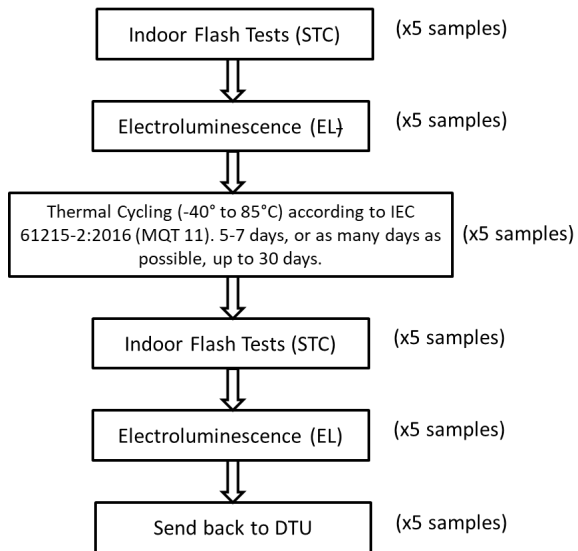 Indoor Flash Tests (STC)
(x5 samples)
Electroluminescence (EL)
(x5 samples)
Thermal Cycling (-40° to 85°C) according to IEC
61215-2:2016 (MQT 11). 5-7 days, or as many days as
possible, up to 30 days.
(x5 samples)
Indoor Flash Tests (STC)
(x5 samples)
Electroluminescence (EL)
(x5 samples)
Send back to DTU
(x5 samples)